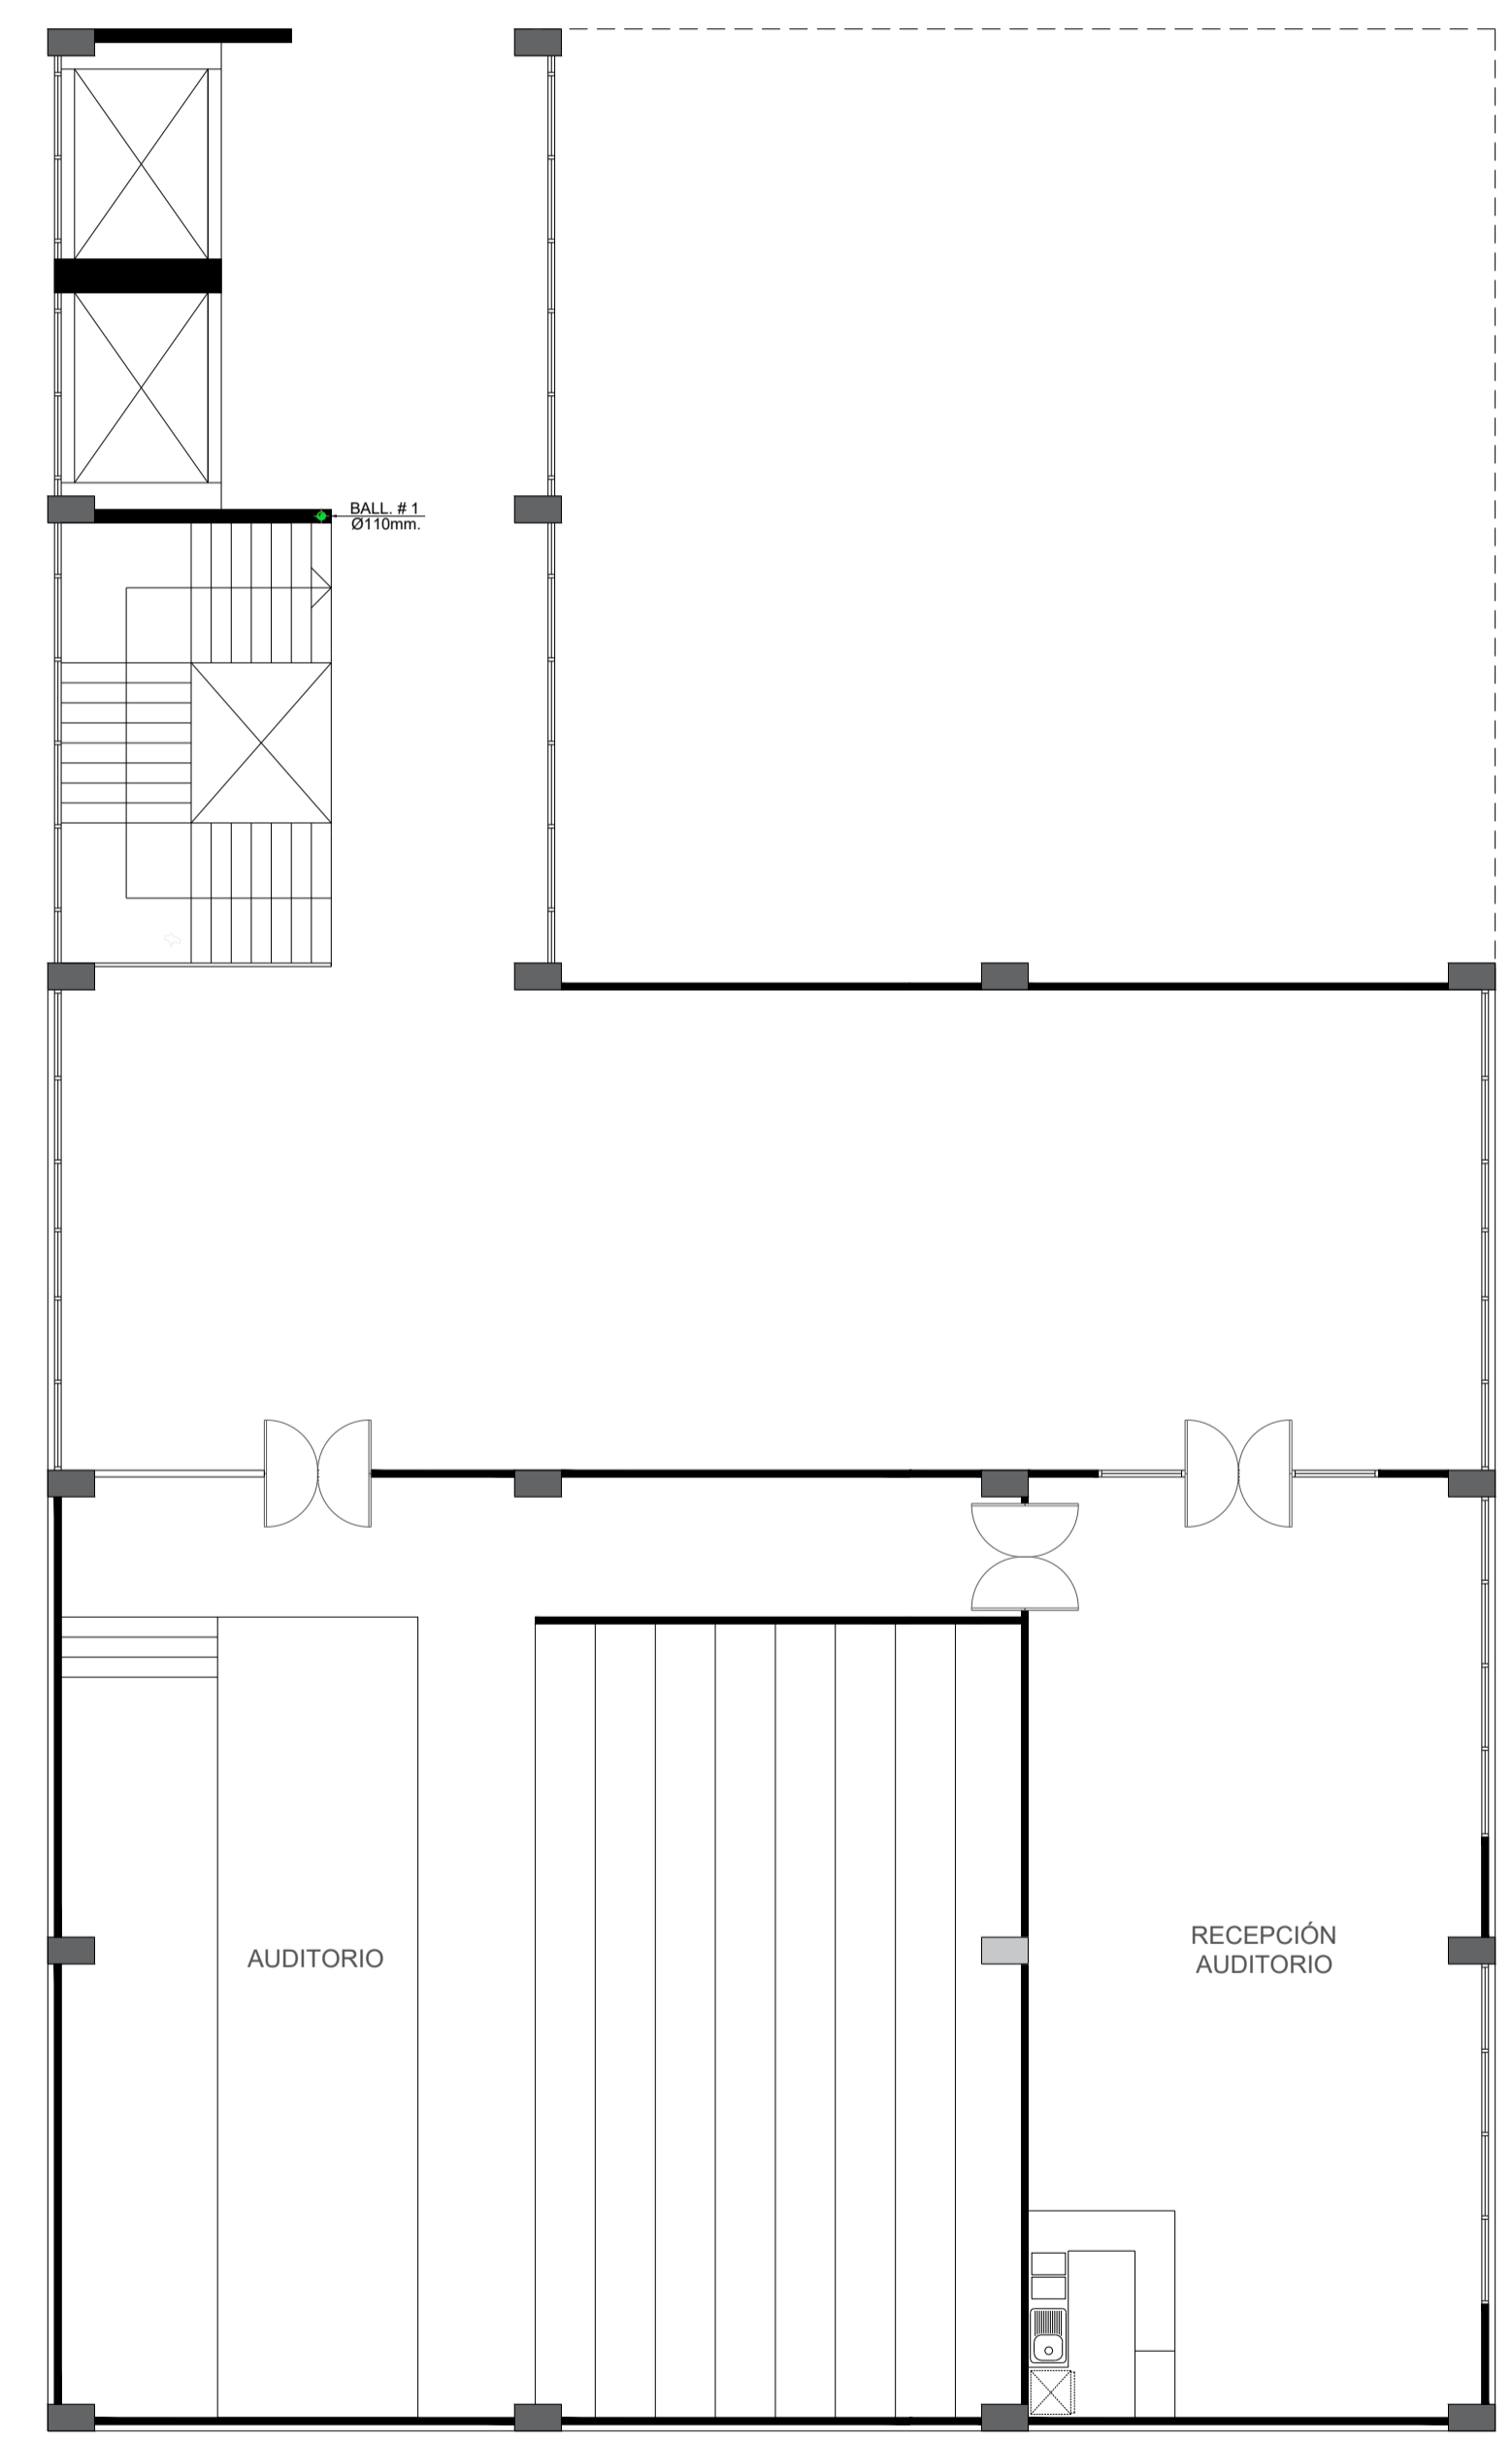 BALL. # 1
Ø110mm.
RECEPCIÓN
AUDITORIO
AUDITORIO